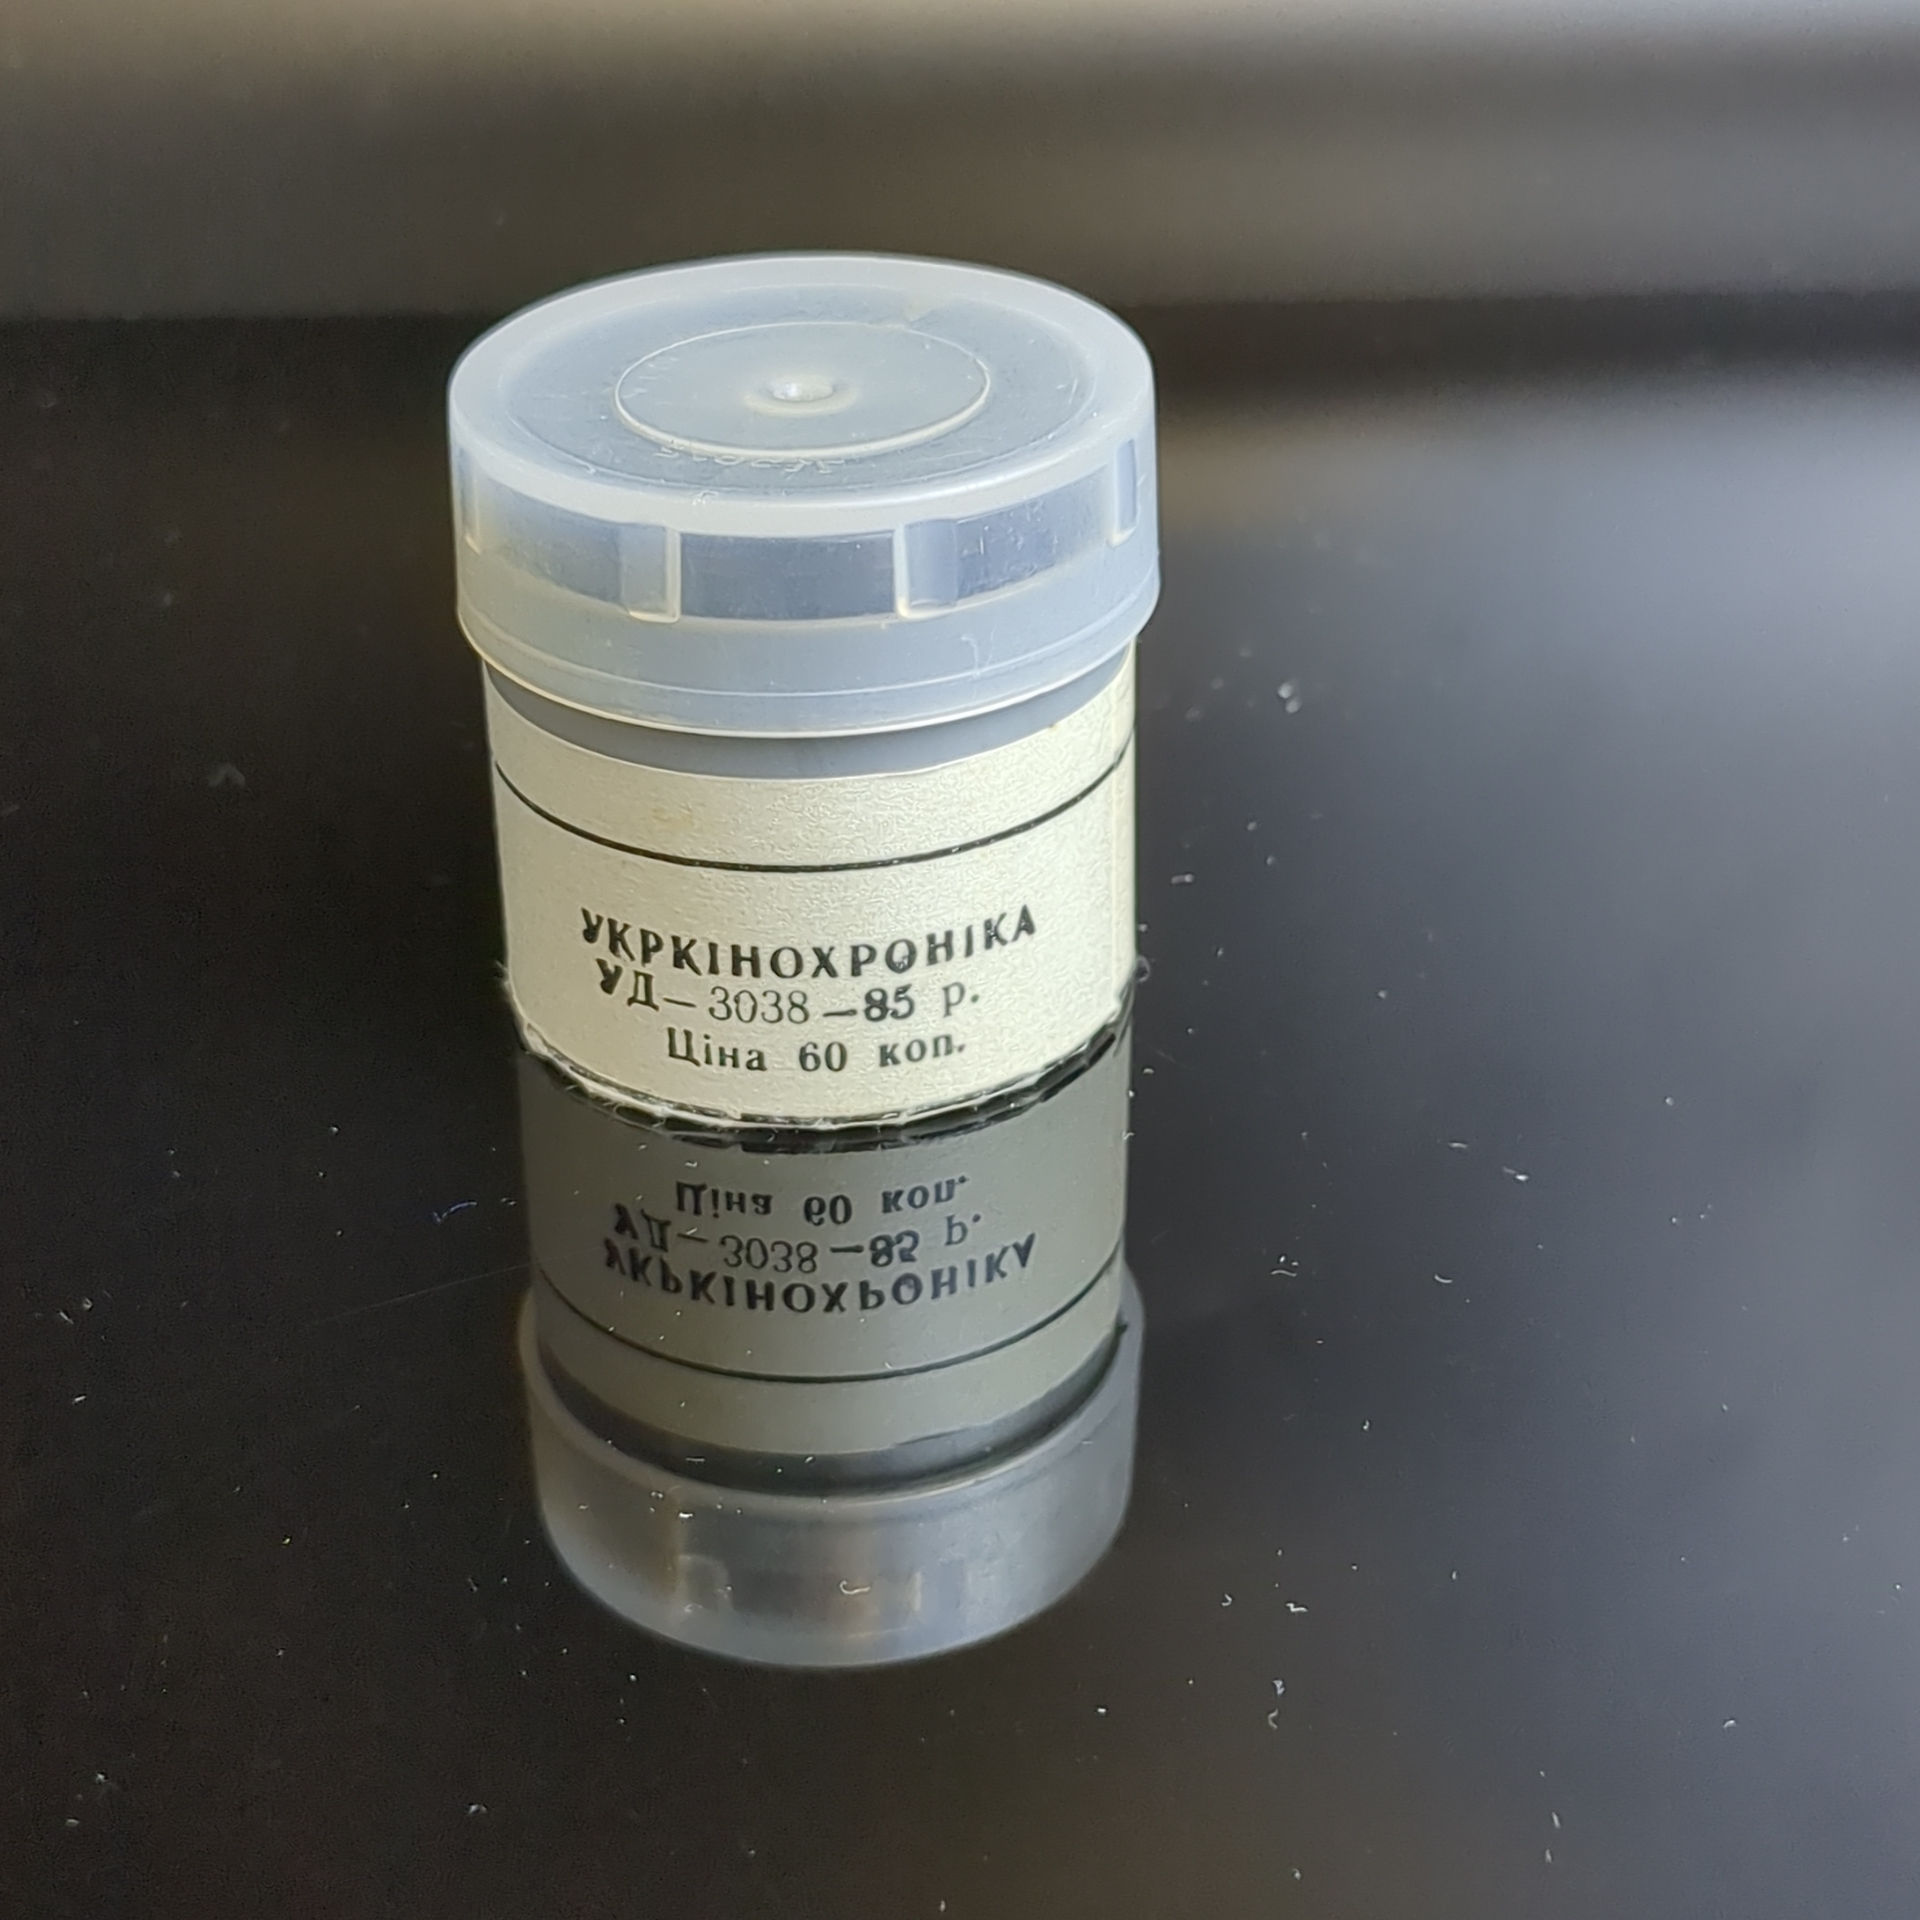 УКРКІНОХРОНІКА
УД—3038—85 р.
Ціна 60 коп.